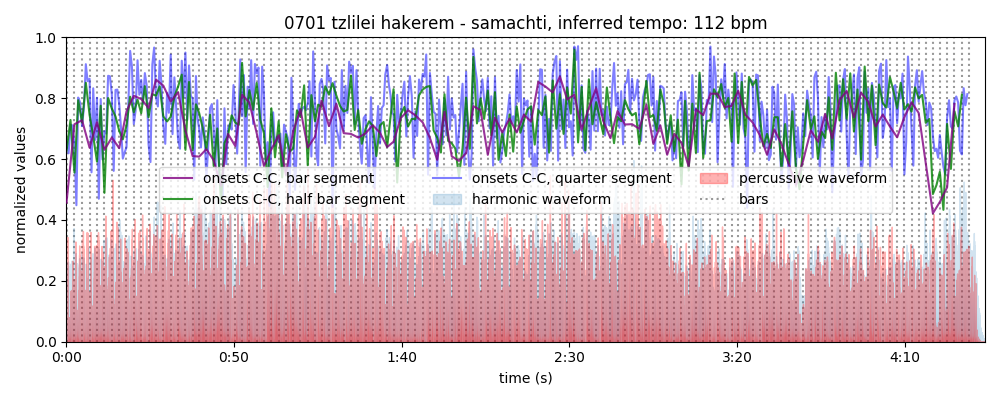 0701 tzlilei hakerem - samachti, inferred tempo: 112 bpm
1.0
0.8
0.6
0.4
0.2
0.0
normalized values
onsets C-C, bar segment
onsets C-C, half bar segment
onsets C-C, quarter segment
harmonic waveform
percussive waveform
bars
0:00 0:50 1:40 2:30 3:20 4:10
time (s)